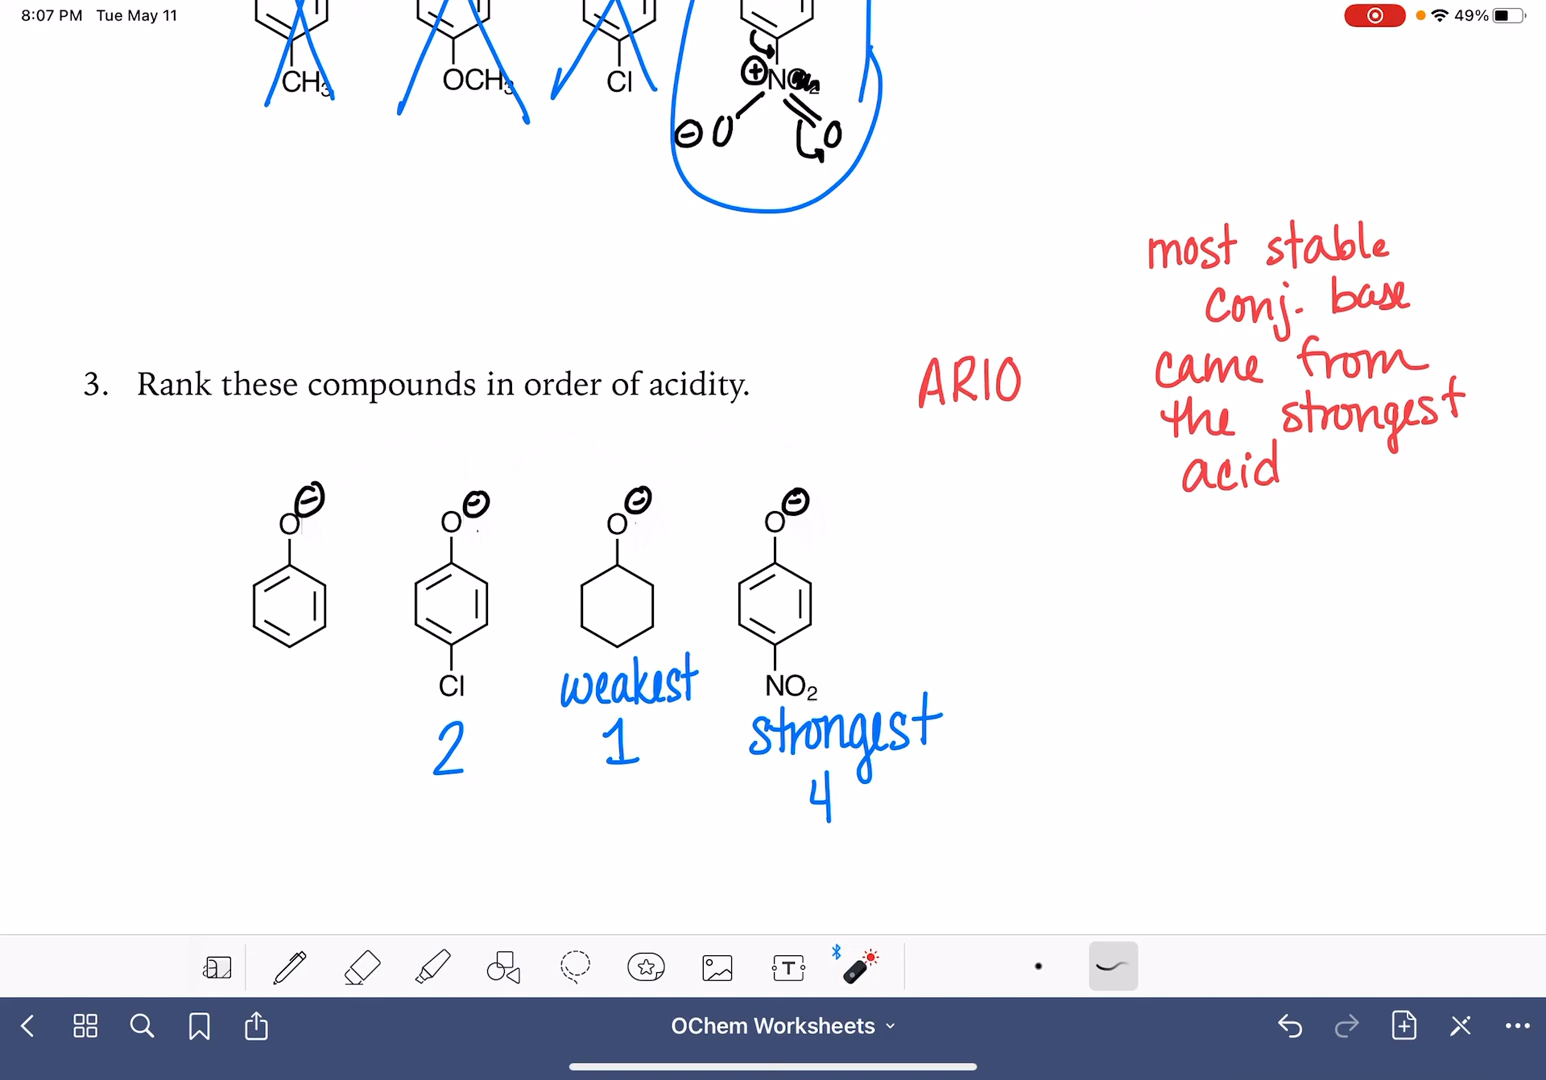 8:07 PM Tue May 11
49%
CH3
OCH3
Cl
⊕N
⊖ O
O
most stable
conj. base
came from
the strongest
acid
3. Rank these compounds in order of acidity.
ARIO
O⊖
O⊖
O⊖
O⊖
Cl
weakest
NO2
2
1
strongest
4
T
OChem Worksheets